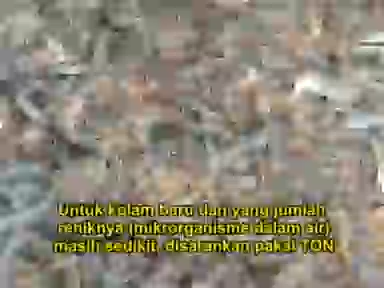 Untuk kolam baru dan yang jumlah
reniknya (mikrorganisme dalam air),
masih sedikit, disarankan pakai TON